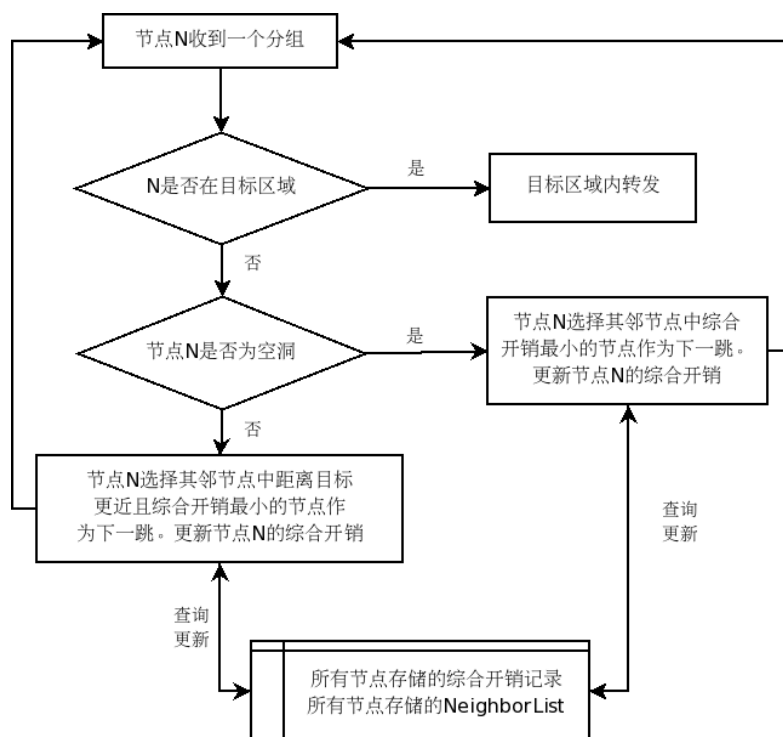 节点N收到一个分组
N是否在目标区域
是
目标区域内转发
否
节点N是否为空洞
是
节点N选择其邻节点中综合
开销最小的节点作为下一跳。
更新节点N的综合开销
否
节点N选择其邻节点中距离目标
更近且综合开销最小的节点作
为下一跳。更新节点N的综合开销
查询
更新
查询
更新
所有节点存储的综合开销记录
所有节点存储的NeighborList